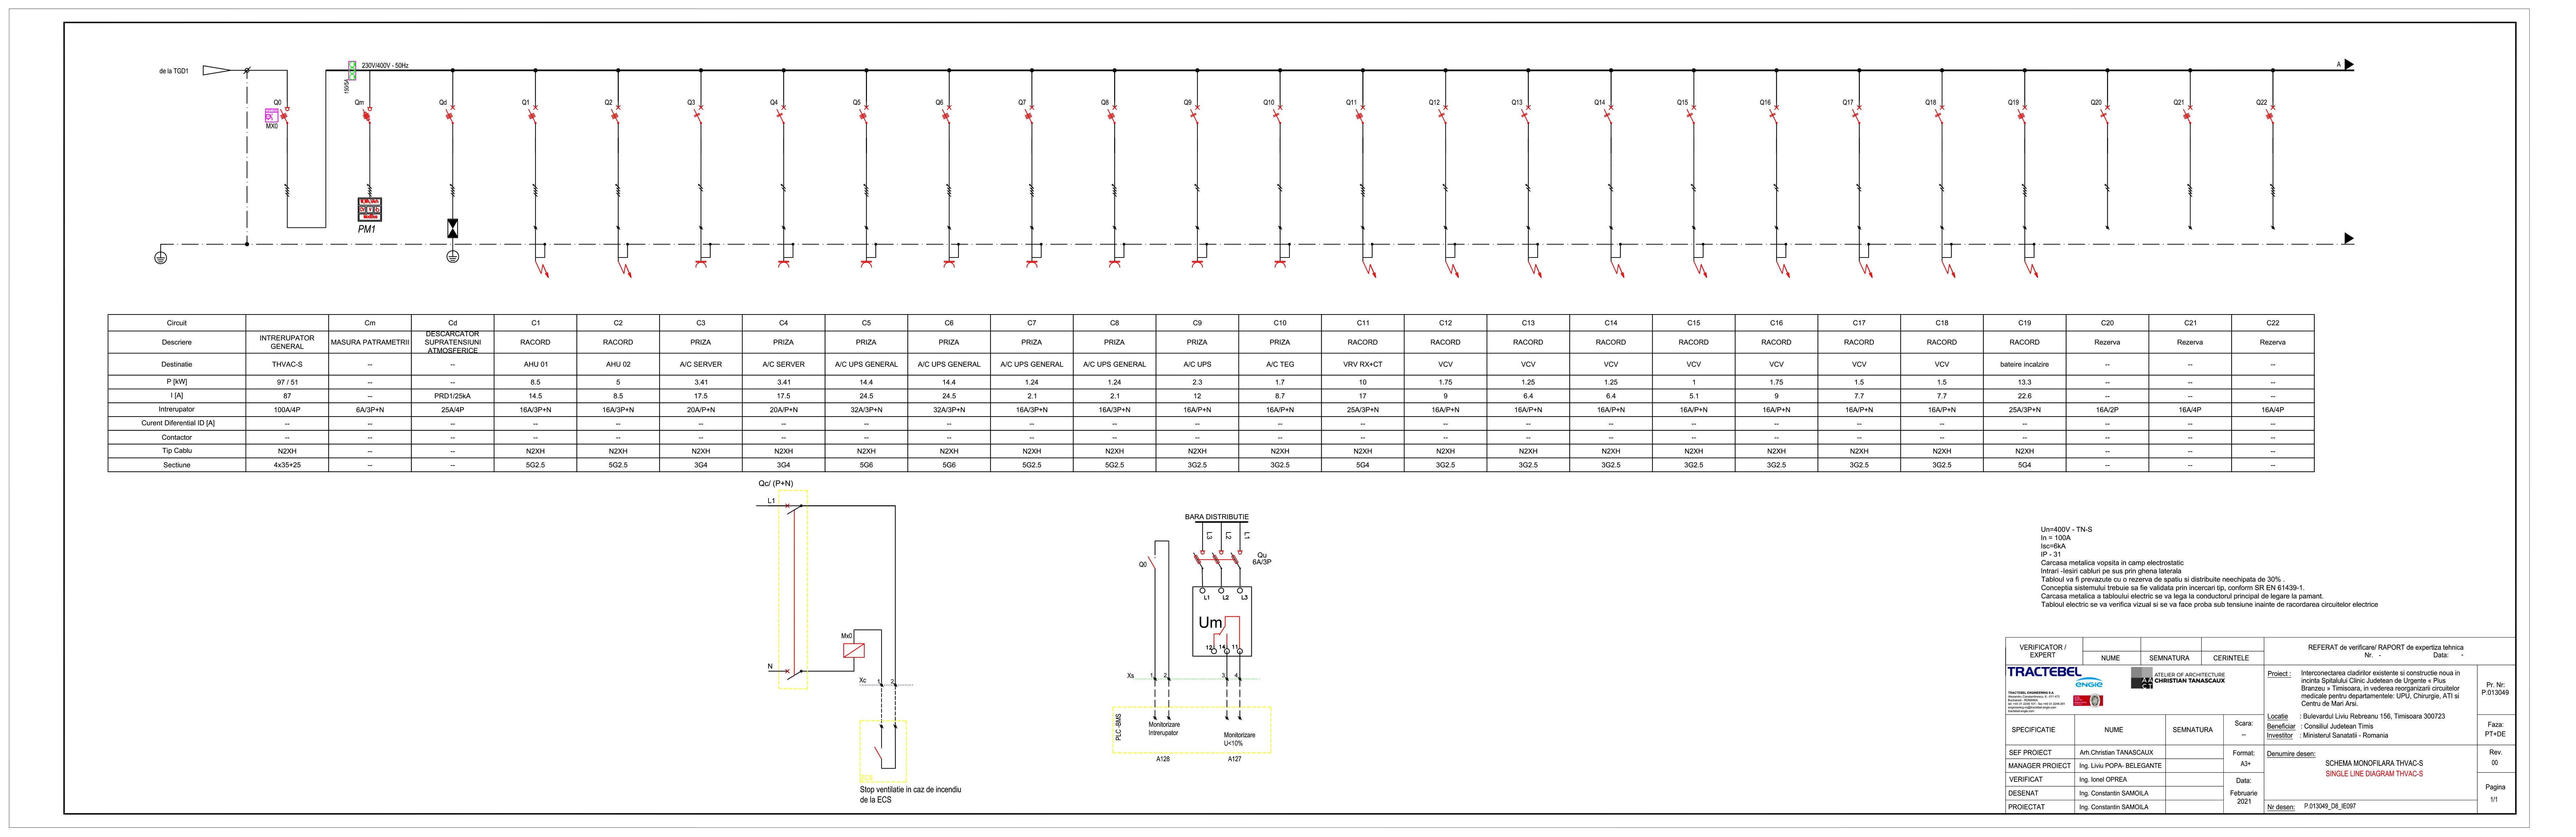 de la TGD1
230V/400V - 50Hz
150/5A
A
Q0
MX0
Qm
Qd
Q1
Q2
Q3
Q4
Q5
Q6
Q7
Q8
Q9
Q10
Q11
Q12
Q13
Q14
Q15
Q16
Q17
Q18
Q19
Q20
Q21
Q22
PM1
Circuit Cm Cd C1 C2 C3 C4 C5 C6 C7 C8 C9 C10 C11 C12 C13 C14 C15 C16 C17 C18 C19 C20 C21 C22
Descriere INTRERUPATOR GENERAL MASURA PATRAMETRII DESCARCATOR SUPRATENSIUNI ATMOSFERICE RACORD RACORD PRIZA PRIZA PRIZA PRIZA PRIZA PRIZA PRIZA PRIZA RACORD RACORD RACORD RACORD RACORD RACORD RACORD RACORD RACORD Rezerva Rezerva Rezerva
Destinatie THVAC-S -- -- AHU 01 AHU 02 A/C SERVER A/C SERVER A/C UPS GENERAL A/C UPS GENERAL A/C UPS GENERAL A/C UPS GENERAL A/C UPS A/C TEG VRV RX+CT VCV VCV VCV VCV VCV VCV VCV bateire incalzire -- -- --
P [kW] 97 / 51 -- -- 8.5 5 3.41 3.41 14.4 14.4 1.24 1.24 2.3 1.7 10 1.75 1.25 1.25 1 1.75 1.5 1.5 13.3 -- -- --
I [A] 87 -- PRD1/25kA 14.5 8.5 17.5 17.5 24.5 24.5 2.1 2.1 12 8.7 17 9 6.4 6.4 5.1 9 7.7 7.7 22.6 -- -- --
Intrerupator 100A/4P 6A/3P+N 25A/4P 16A/3P+N 16A/3P+N 20A/P+N 20A/P+N 32A/3P+N 32A/3P+N 16A/3P+N 16A/3P+N 16A/P+N 16A/P+N 25A/3P+N 16A/P+N 16A/P+N 16A/P+N 16A/P+N 16A/P+N 16A/P+N 16A/P+N 25A/3P+N 16A/2P 16A/4P 16A/4P
Curent Diferential ID [A] -- -- -- -- -- -- -- -- -- -- -- -- -- -- -- -- -- -- -- -- -- -- -- -- --
Contactor -- -- -- -- -- -- -- -- -- -- -- -- -- -- -- -- -- -- -- -- -- -- -- -- --
Tip Cablu N2XH -- -- N2XH N2XH N2XH N2XH N2XH N2XH N2XH N2XH N2XH N2XH N2XH N2XH N2XH N2XH N2XH N2XH N2XH N2XH N2XH -- -- --
Sectiune 4x35+25 -- -- 5G2.5 5G2.5 3G4 3G4 5G6 5G6 5G2.5 5G2.5 3G2.5 3G2.5 5G4 3G2.5 3G2.5 3G2.5 3G2.5 3G2.5 3G2.5 3G2.5 5G4 -- -- --
Qc/ (P+N)
L1
N
Mx0
Xc 1 2
ECS
Stop ventilatie in caz de incendiu
de la ECS
BARA DISTRIBUTIE
L3 L2 L1
Q0
Qu
6A/3P
L1 L2 L3
Um
12 14 11
Xs 1 2 3 4
PLC -BMS
Monitorizare
Intrerupator
Monitorizare
U<10%
A128
A127
Un=400V - TN-S
In = 100A
Isc=6kA
IP - 31
Carcasa metalica vopsita in camp electrostatic
Intrari -Iesiri cabluri pe sus prin ghena laterala
Tabloul va fi prevazute cu o rezerva de spatiu si distribuite neechipata de 30% .
Conceptia sistemului trebuie sa fie validata prin incercari tip, conform SR EN 61439-1.
Carcasa metalica a tabloului electric se va lega la conductorul principal de legare la pamant.
Tabloul electric se va verifica vizual si se va face proba sub tensiune inainte de racordarea circuitelor electrice
VERIFICATOR /
EXPERT
NUME SEMNATURA CERINTELE
REFERAT de verificare/ RAPORT de expertiza tehnica
Nr. - Data: -
TRACTEBEL
ENGIE
TRACTEBEL ENGINEERING S.A
ATELIER OF ARCHITECTURE
CHRISTIAN TANASCAUX
Proiect : Interconectarea cladirilor existente si constructie noua in
incinta Spitalului Clinic Judetean de Urgente « Pius
Branzeu » Timisoara, in vederea reorganizarii circuitelor
medicale pentru departamentele: UPU, Chirurgie, ATI si
Centru de Mari Arsi.
Locatie : Bulevardul Liviu Rebreanu 156, Timisoara 300723
Beneficiar : Consiliul Judetean Timis
Investitor : Ministerul Sanatatii - Romania
Pr. Nr:
P.013049
Faza:
PT+DE
SPECIFICATIE NUME SEMNATURA
Scara:
--
SEF PROIECT Arh.Christian TANASCAUX
MANAGER PROIECT Ing. Liviu POPA- BELEGANTE
VERIFICAT Ing. Ionel OPREA
DESENAT Ing. Constantin SAMOILA
PROIECTAT Ing. Constantin SAMOILA
Format:
A3+
Data:
Februarie
2021
Denumire desen:
SCHEMA MONOFILARA THVAC-S
SINGLE LINE DIAGRAM THVAC-S
Nr desen: P.013049_D8_IE097
Rev.
00
Pagina
1/1